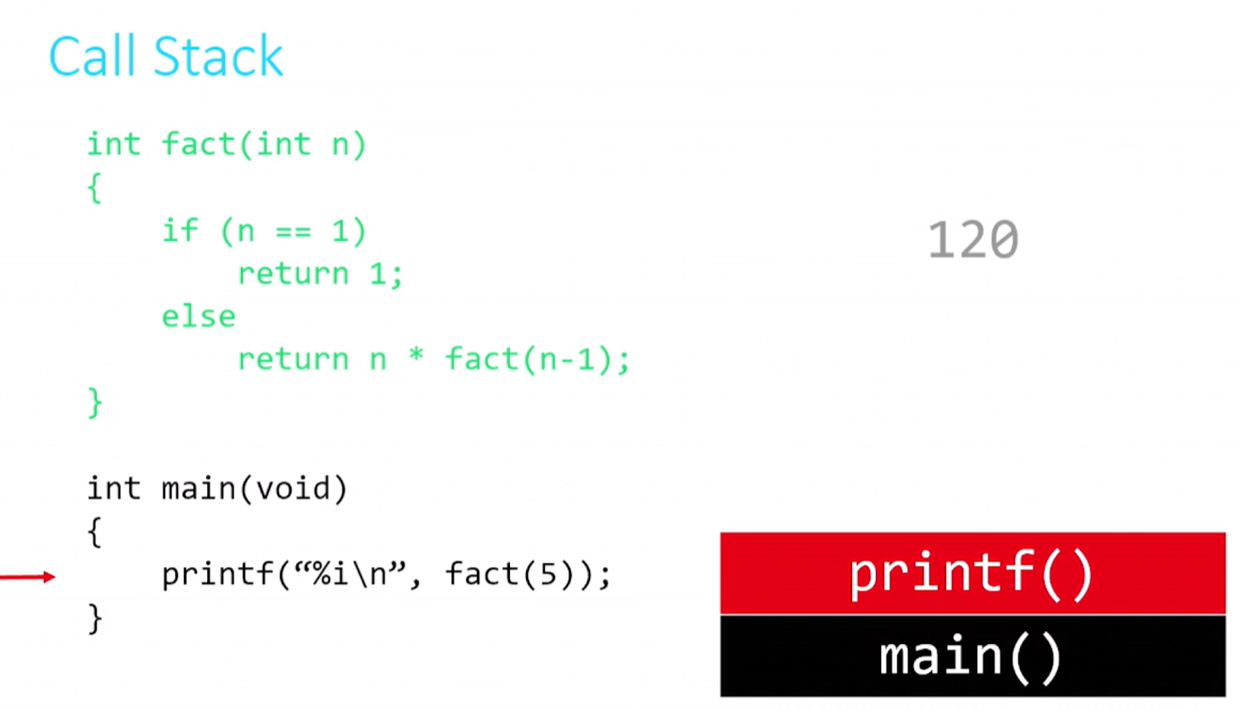 Call Stack
int fact(int n)
{
    if (n == 1)
        return 1;
    else
        return n * fact(n-1);
}
int main(void)
{
    printf(“%i\n”, fact(5));
}
120
printf()
main()